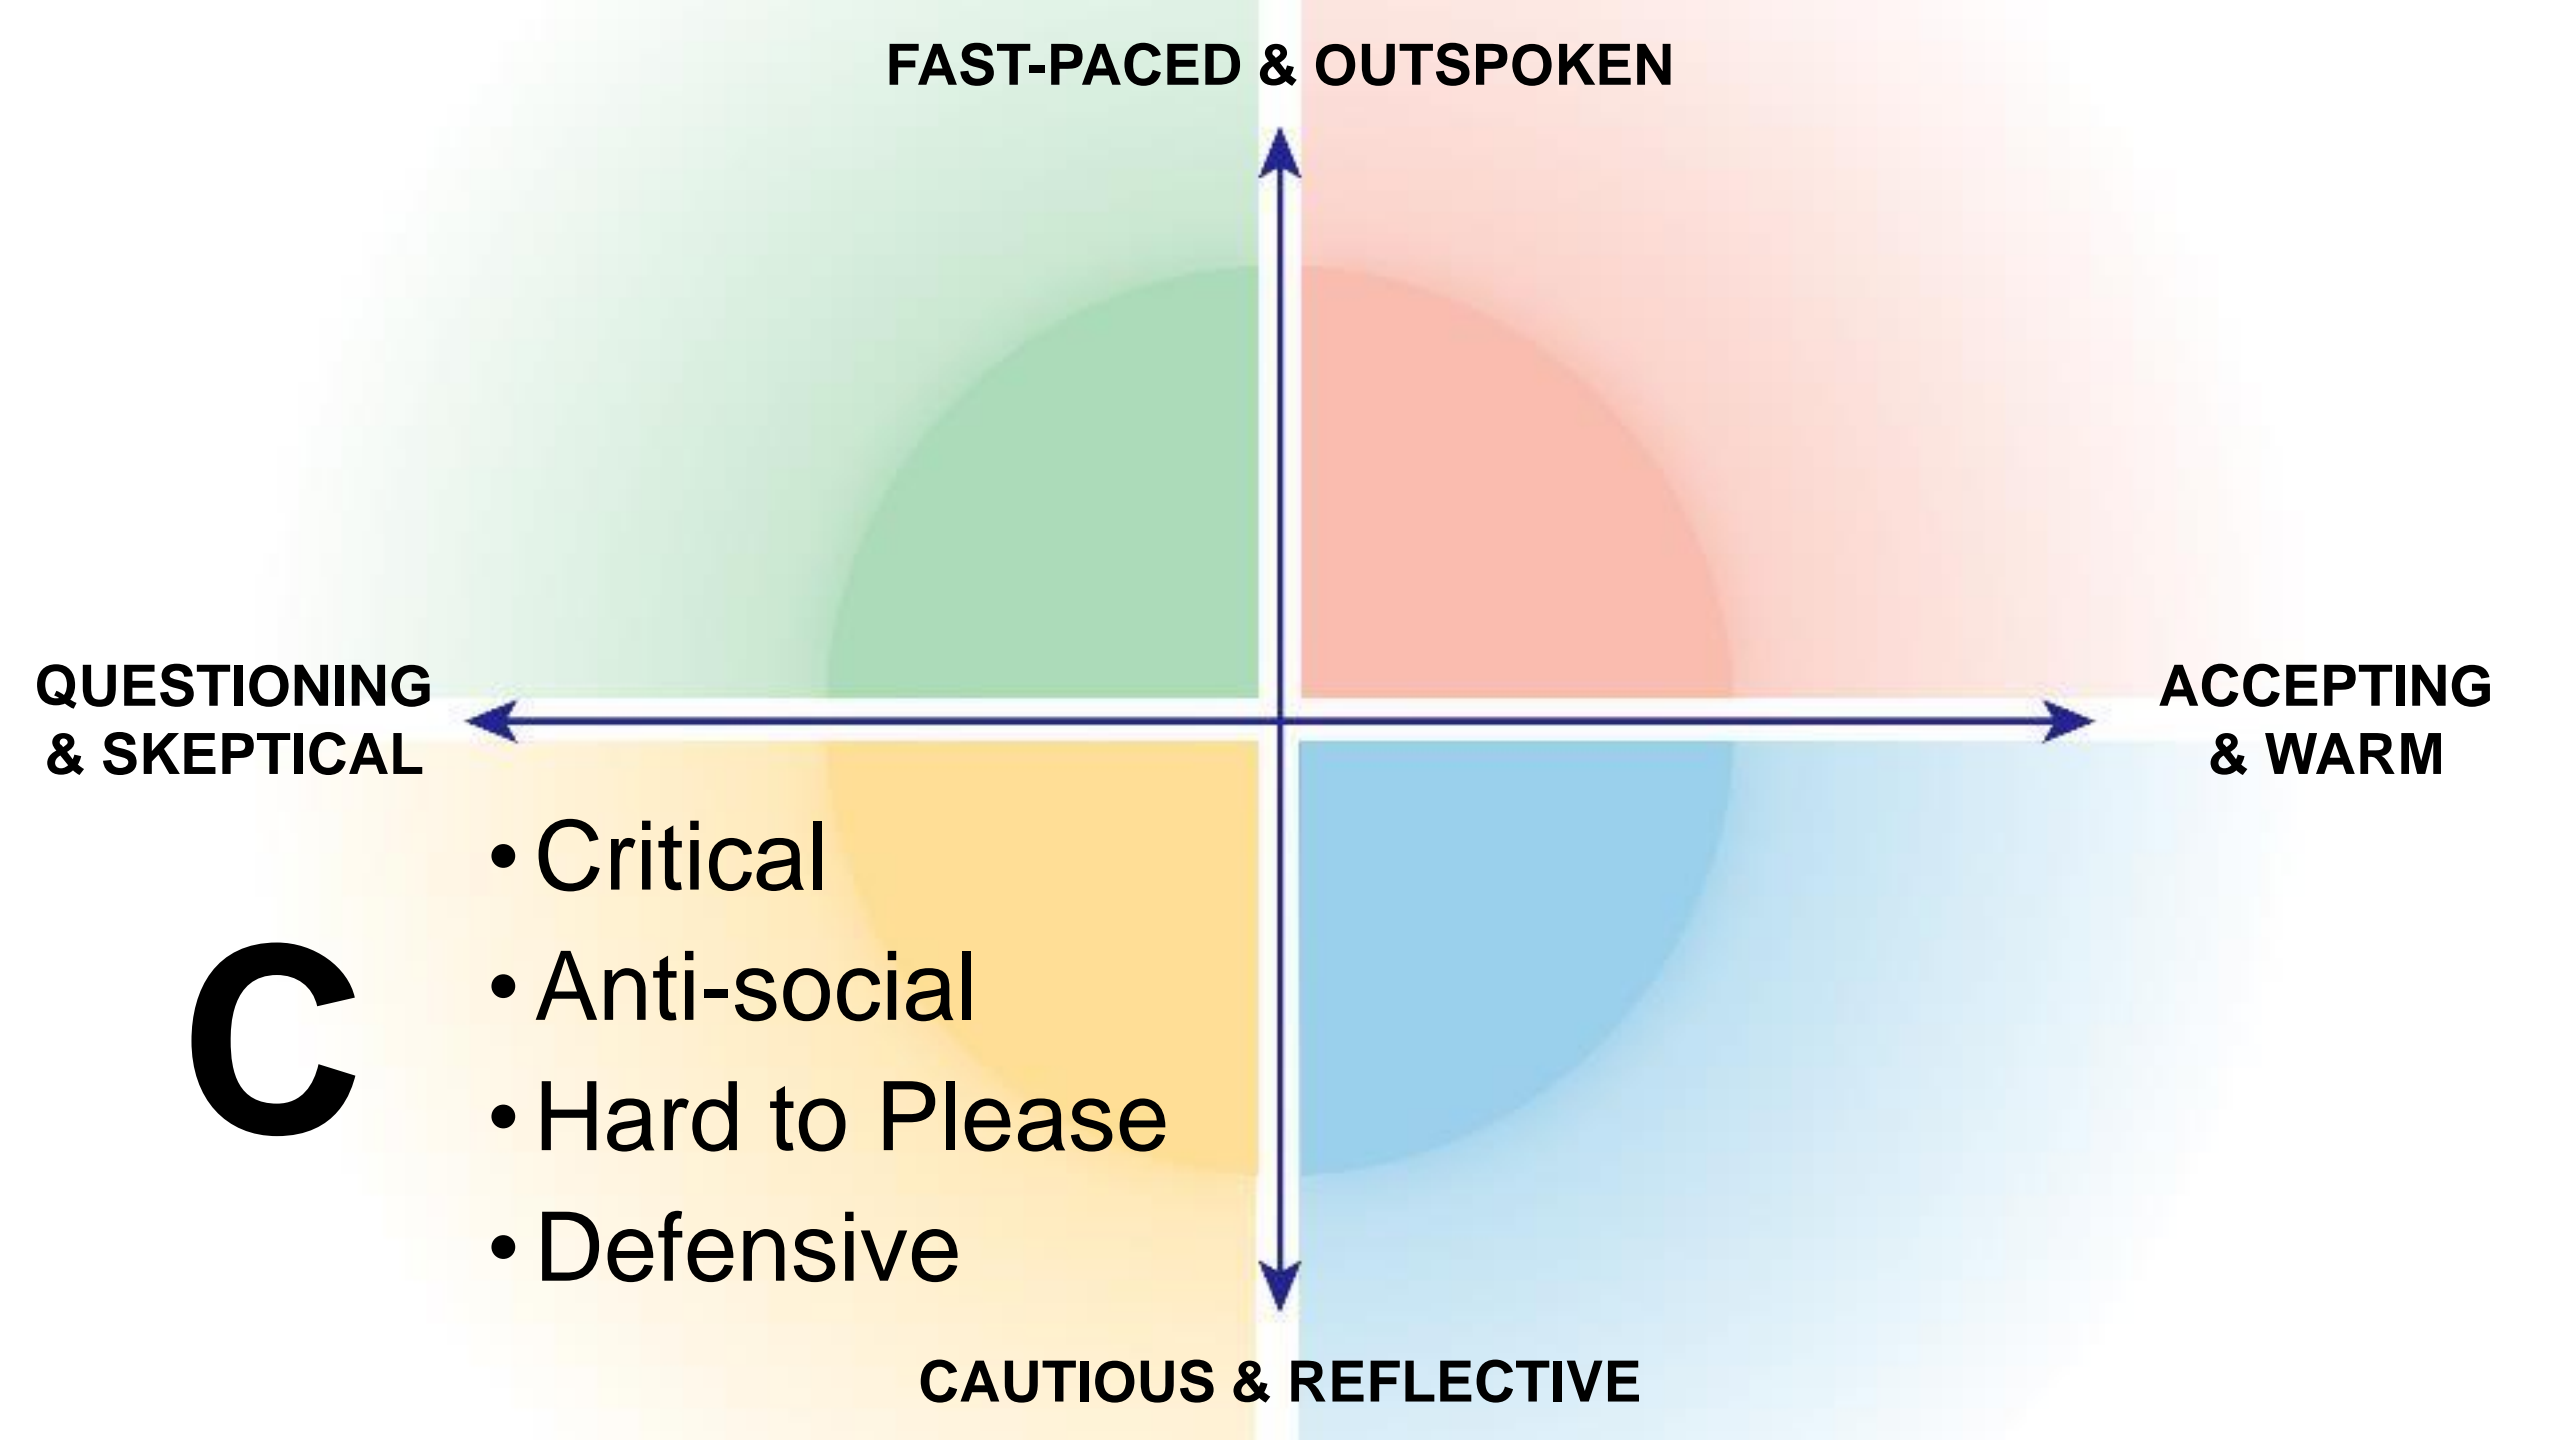 FAST-PACED & OUTSPOKEN
QUESTIONING
& SKEPTICAL
ACCEPTING
& WARM
C
• Critical
• Anti-social
• Hard to Please
• Defensive
CAUTIOUS & REFLECTIVE